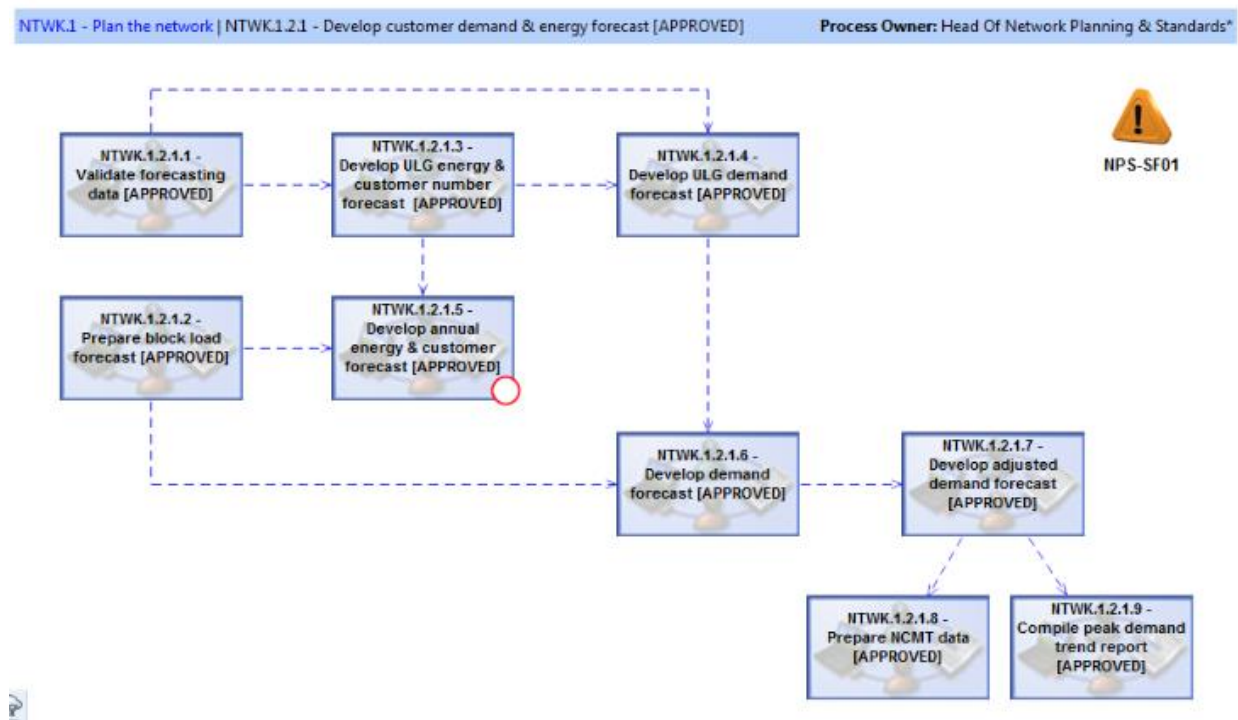 NTWK.1 - Plan the network | NTWK.1.2.1 - Develop customer demand & energy forecast [APPROVED] Process Owner: Head Of Network Planning & Standards*
NTWK.1.2.1.1 -
Validate forecasting
data [APPROVED]
NTWK.1.2.1.3 -
Develop ULG energy &
customer number
forecast [APPROVED]
NTWK.1.2.1.4 -
Develop ULG demand
forecast [APPROVED]
NPS-SF01
NTWK.1.2.1.2 -
Prepare block load
forecast [APPROVED]
NTWK.1.2.1.5 -
Develop annual
energy & customer
forecast [APPROVED]
NTWK.1.2.1.6 -
Develop demand
forecast [APPROVED]
NTWK.1.2.1.7 -
Develop adjusted
demand forecast
[APPROVED]
NTWK.1.2.1.8 -
Prepare NCMT data
[APPROVED]
NTWK.1.2.1.9 -
Compile peak demand
trend report
[APPROVED]